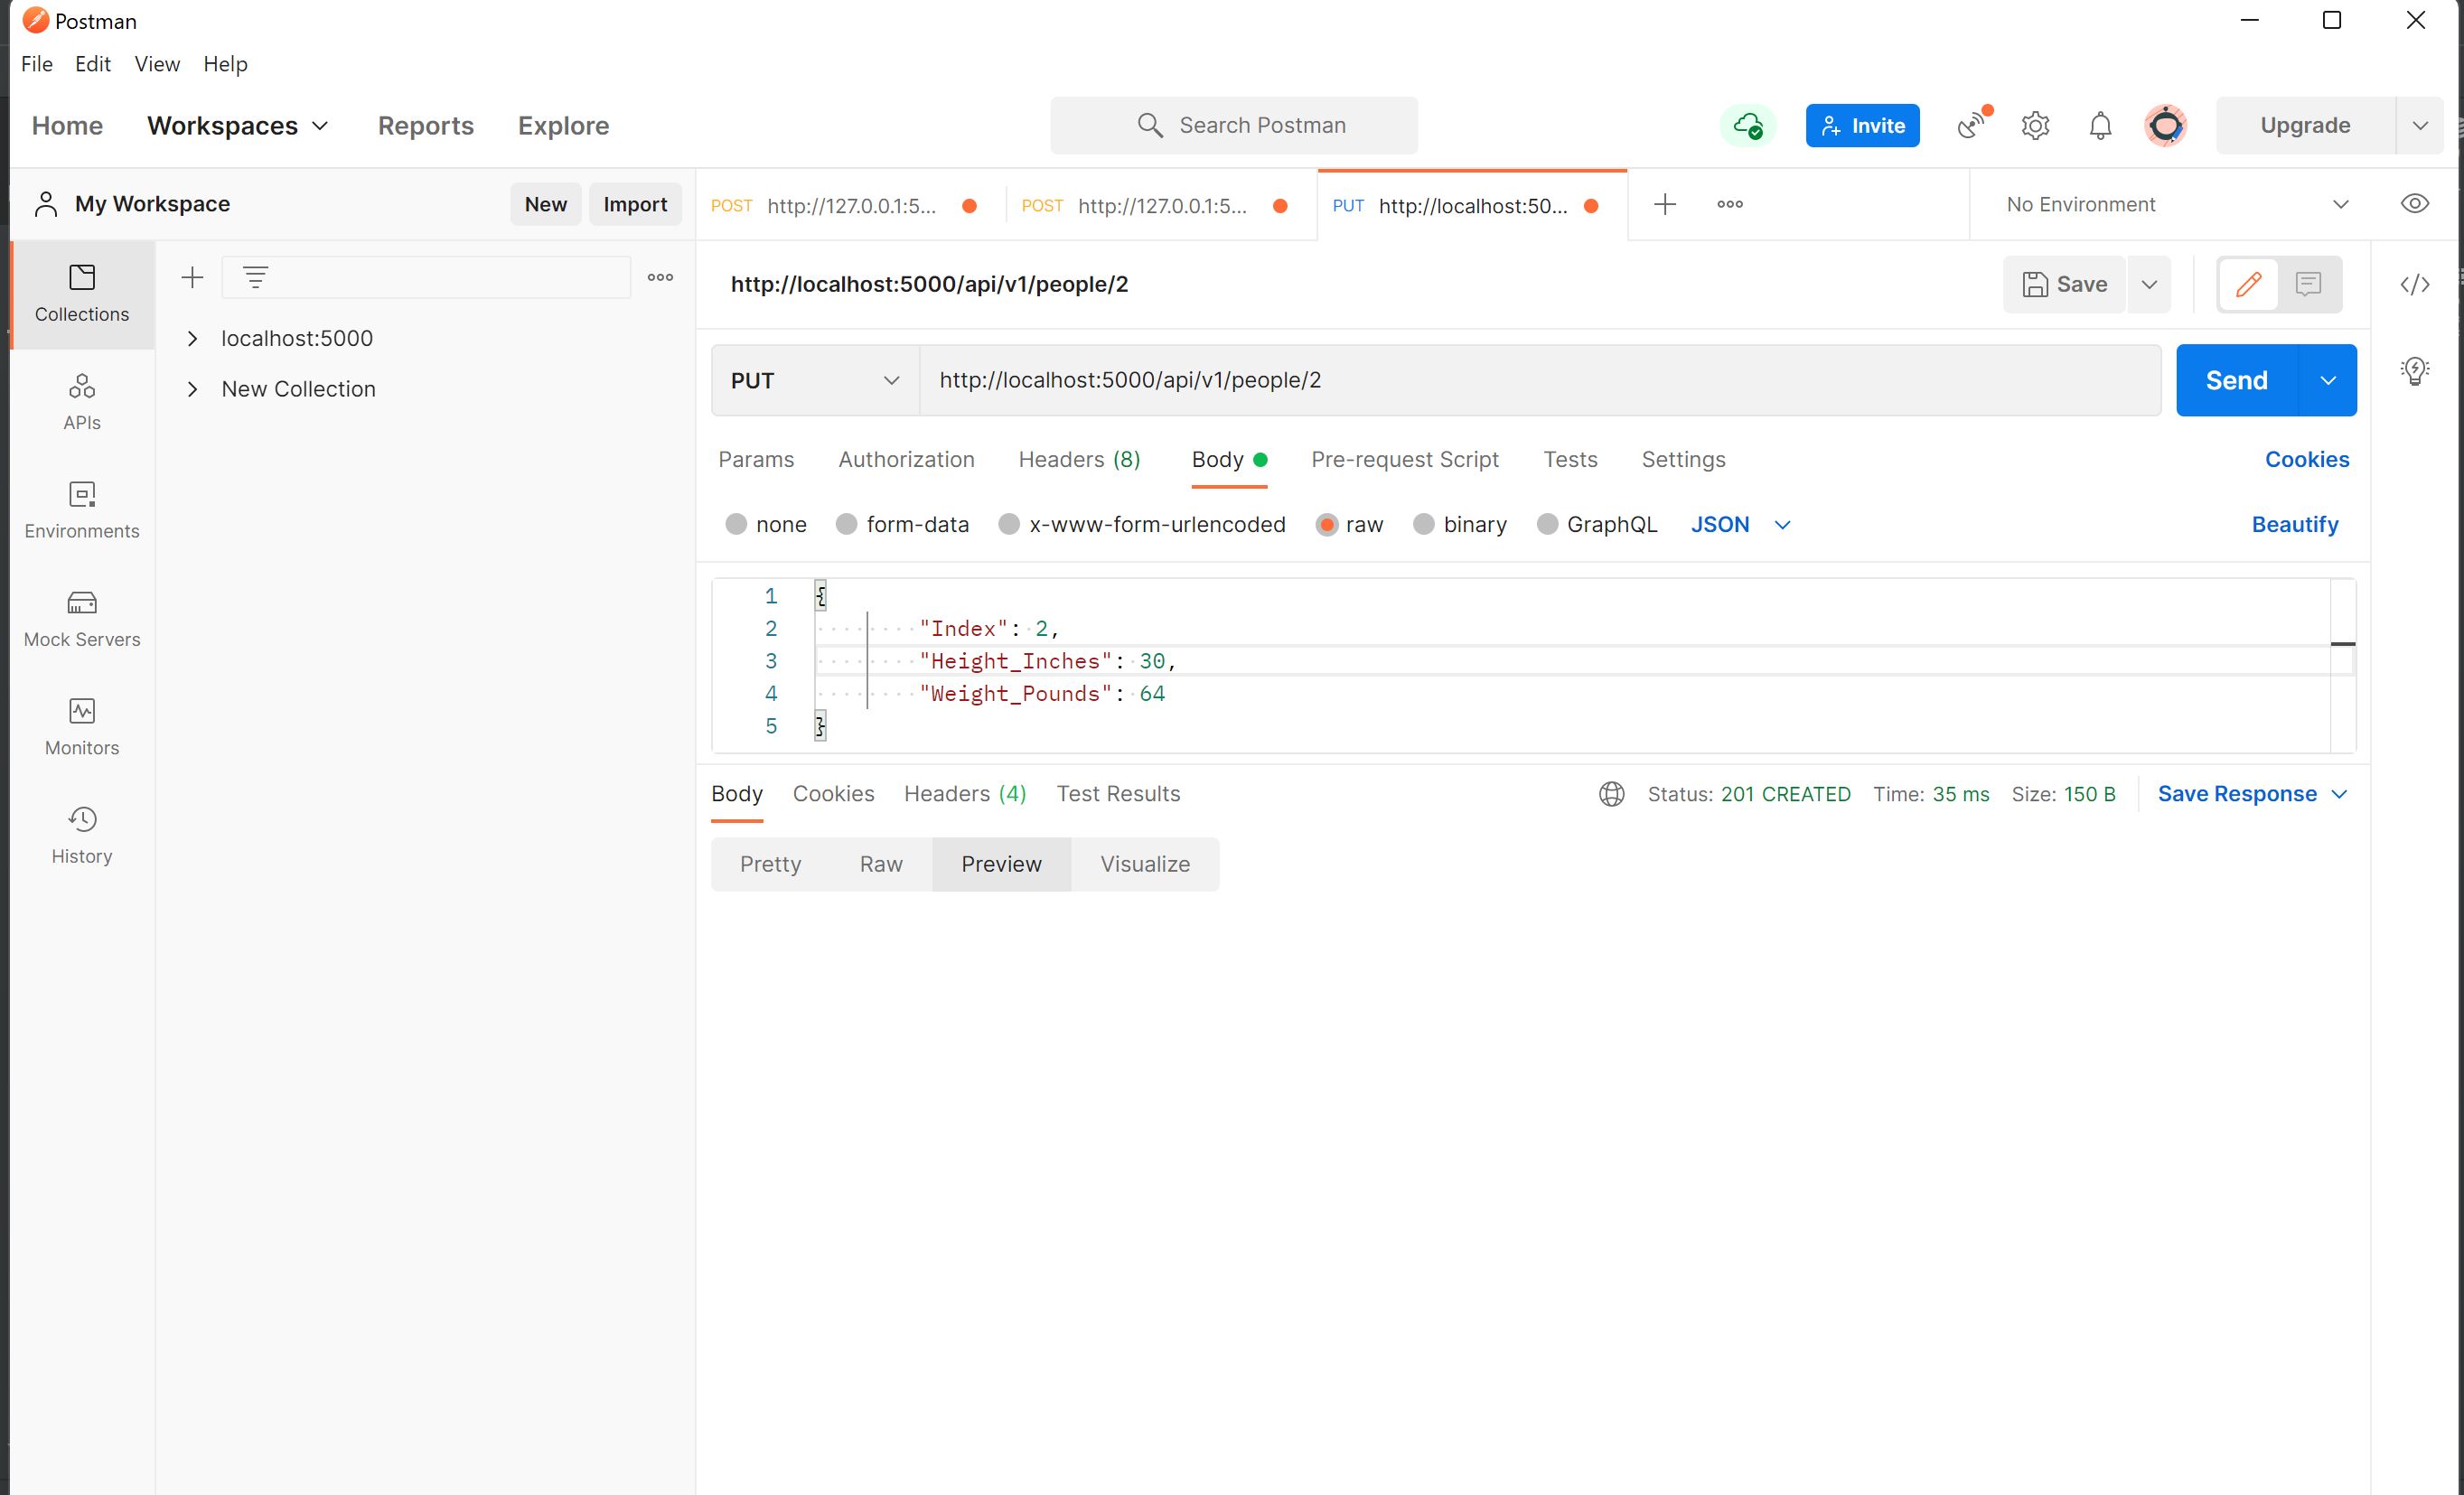 Postman
File Edit View Help
Home Workspaces Reports Explore Search Postman Invite Upgrade
My Workspace New Import POST http://127.0.0.1:5... POST http://127.0.0.1:5... PUT http://localhost:50... No Environment
Collections
APIs
Environments
Mock Servers
Monitors
History
localhost:5000
New Collection
http://localhost:5000/api/v1/people/2 Save
PUT http://localhost:5000/api/v1/people/2 Send
Params Authorization Headers (8) Body Pre-request Script Tests Settings Cookies
none form-data x-www-form-urlencoded raw binary GraphQL JSON Beautify
1 {
2 "Index": 2,
3 "Height_Inches": 30,
4 "Weight_Pounds": 64
5 }
Body Cookies Headers (4) Test Results Status: 201 CREATED Time: 35 ms Size: 150 B Save Response
Pretty Raw Preview Visualize